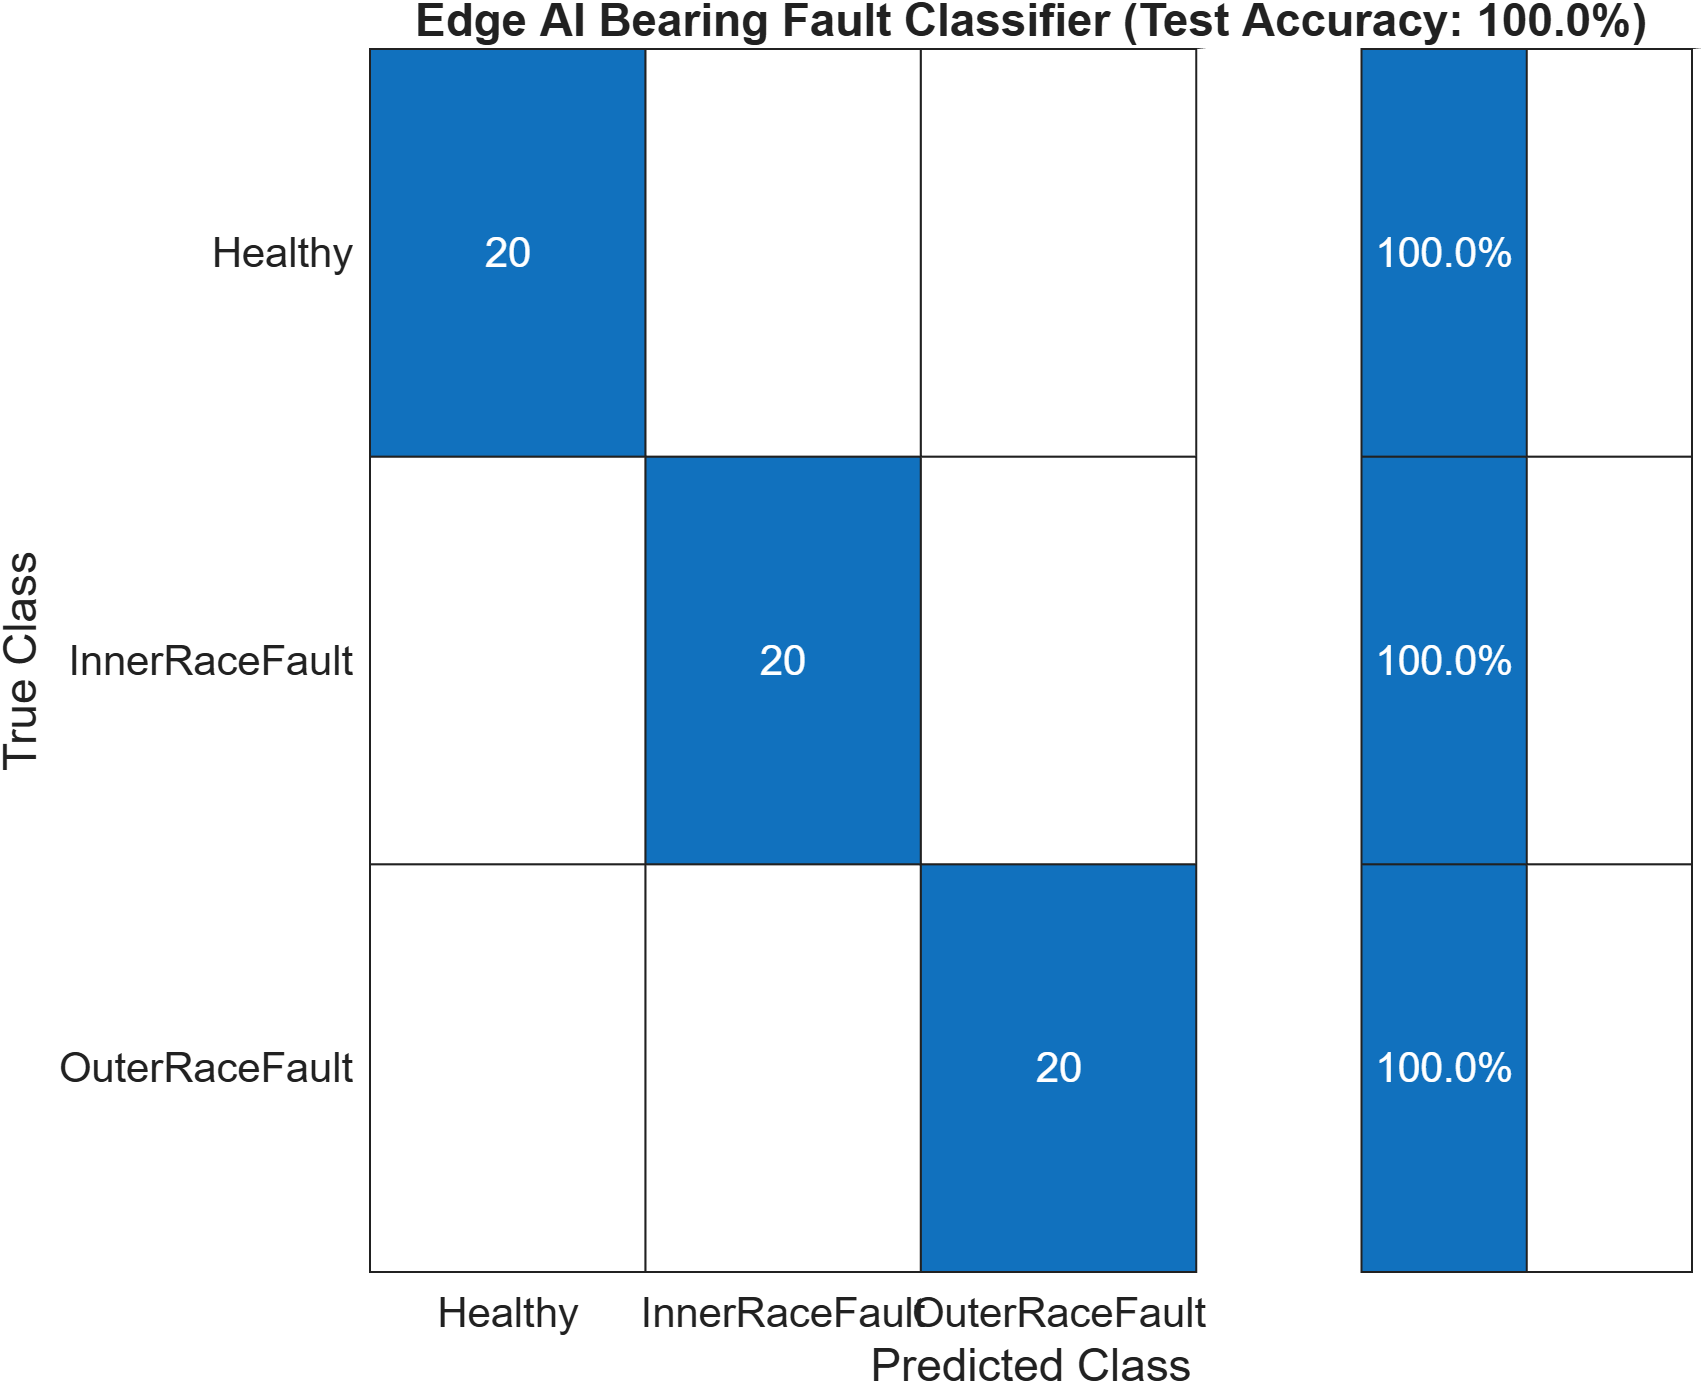 Edge AI Bearing Fault Classifier (Test Accuracy: 100.0%)
True Class
Healthy
20
100.0%
InnerRaceFault
20
100.0%
OuterRaceFault
20
100.0%
Healthy
InnerRaceFault
OuterRaceFault
Predicted Class